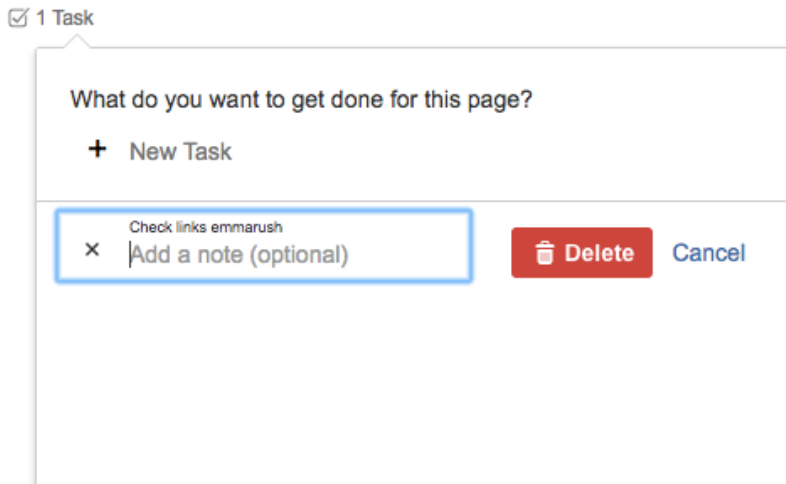 1 Task
What do you want to get done for this page?
+ New Task
Check links emmarush
× Add a note (optional)
Delete Cancel